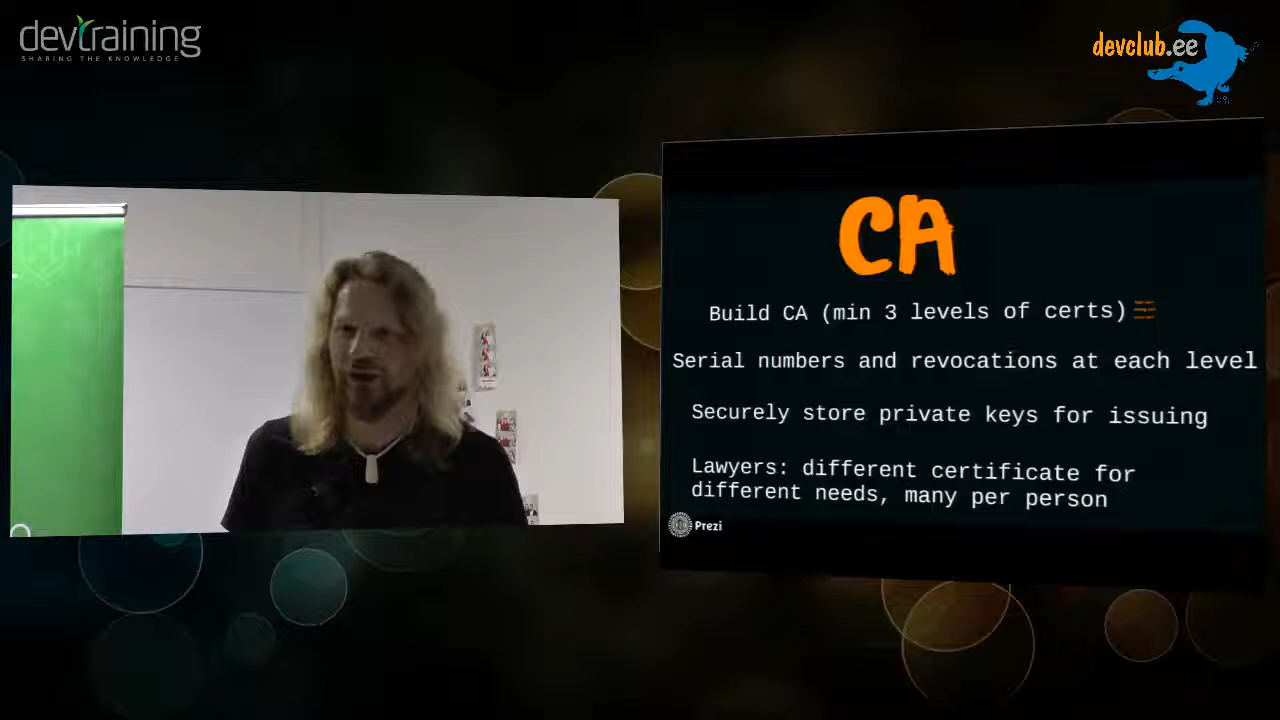 devtraining
SHARING THE KNOWLEDGE
devclub.ee
CA
Build CA (min 3 levels of certs)
Serial numbers and revocations at each level
Securely store private keys for issuing
Lawyers: different certificate for
different needs, many per person
Prezi